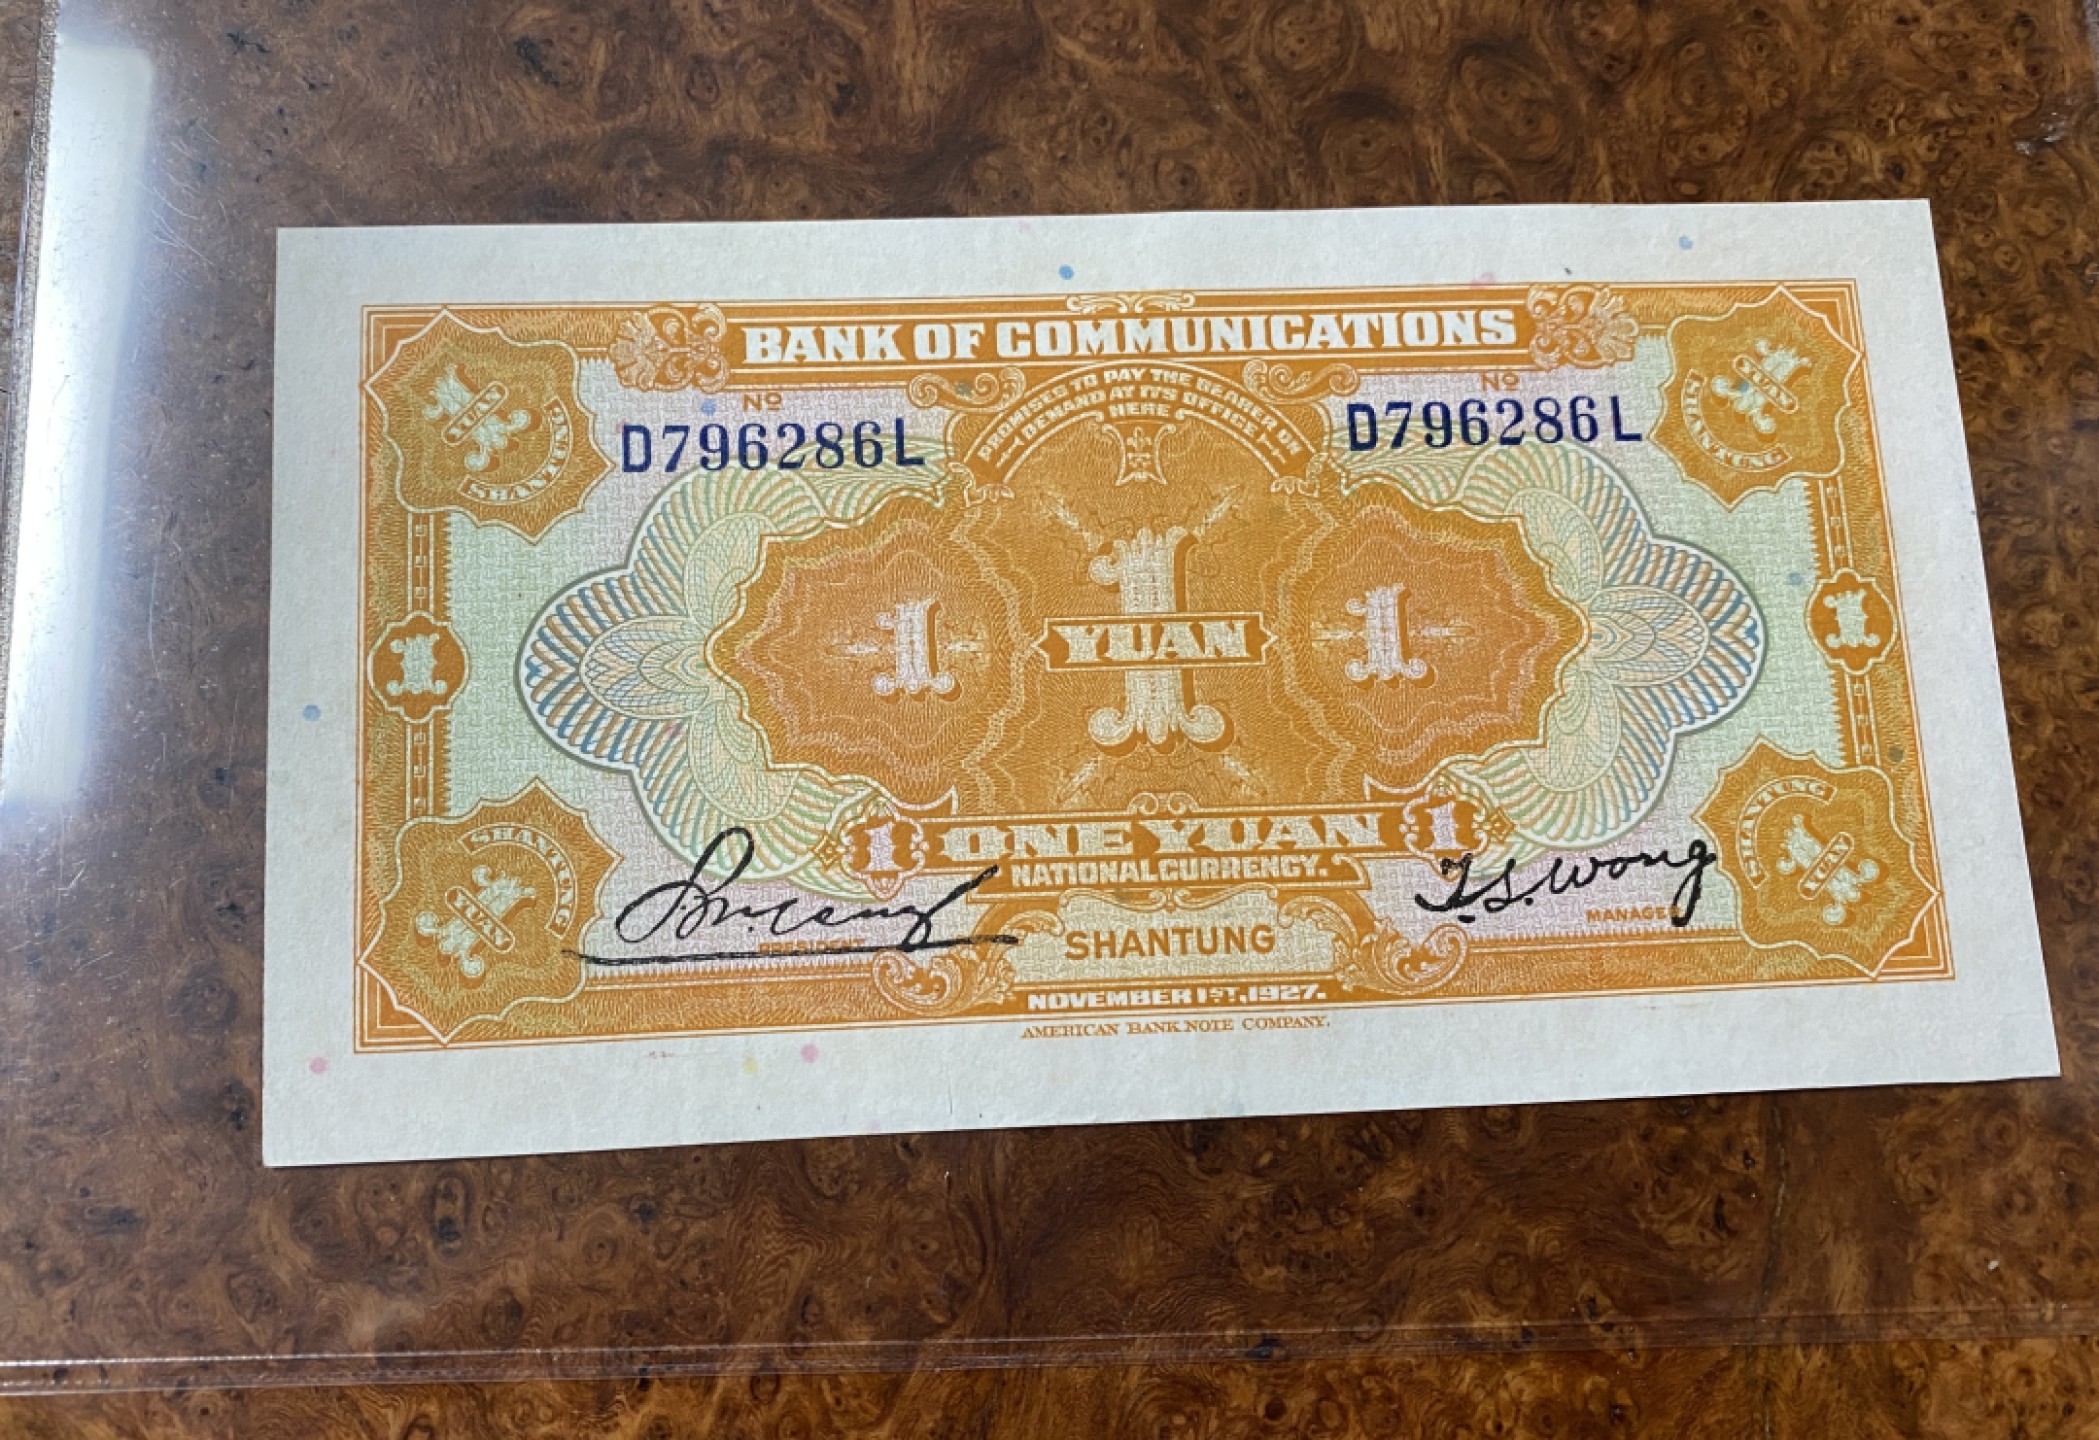 BANK OF COMMUNICATIONS
PROMISES TO PAY THE BEARER ON
DEMAND AT ITS OFFICE
HERE
Nº
D796286L
Nº
D796286L
1
YUAN
SHANTUNG
1
YUAN
SHANTUNG
1
1
1
YUAN
1
1
1 ONE YUAN 1
NATIONAL CURRENCY.
SHANTUNG
1
YUAN
SHANTUNG
1
YUAN
PRESIDENT
T.S. Wong
MANAGER
SHANTUNG
NOVEMBER 1ST, 1927.
AMERICAN BANK NOTE COMPANY.